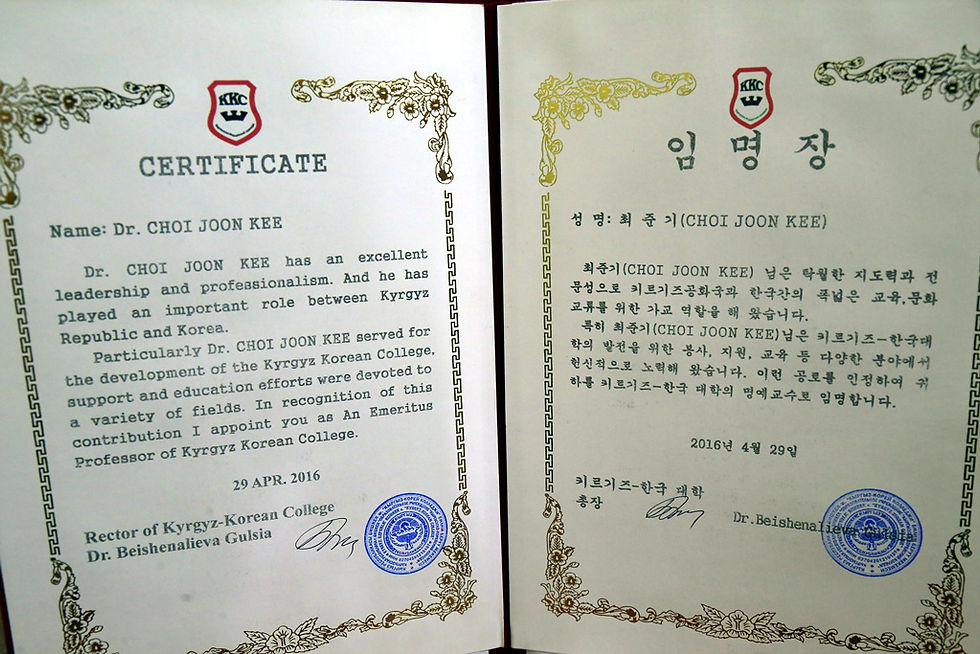 KKC
CERTIFICATE
Name: Dr. CHOI JOON KEE
Dr. CHOI JOON KEE has an excellent
leadership and professionalism. And he has
played an important role between Kyrgyz
Republic and Korea.
Particularly Dr. CHOI JOON KEE served for
the development of the Kyrgyz Korean College,
support and education efforts were devoted to
a variety of fields. In recognition of this
contribution I appoint you as An Emeritus
Professor of Kyrgyz Korean College.
29 APR. 2016
Rector of Kyrgyz-Korean College
Dr. Beishenalieva Gulsia
KKC
임 명 장
성 명: 최 준 기(CHOI JOON KEE)
최준기(CHOI JOON KEE) 님은 탁월한 지도력과 전
문성으로 키르기즈공화국과 한국간의 폭넓은 교육,문화
교류를 위한 가교 역할을 해 왔습니다.
특히 최준기(CHOI JOON KEE)님은 키르기즈-한국대
학의 발전을 위한 봉사, 지원, 교육 등 다양한 분야에서
헌신적으로 노력해 왔습니다. 이런 공로를 인정하여 귀
하를 키르기즈-한국 대학의 명예교수로 임명합니다.
2016년 4월 29일
키르기즈-한국 대학
총장
Dr.Beishenalieva Gulsia